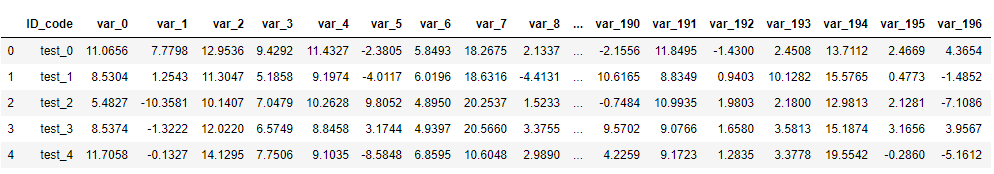 ID_code var_0 var_1 var_2 var_3 var_4 var_5 var_6 var_7 var_8 ... var_190 var_191 var_192 var_193 var_194 var_195 var_196
0 test_0 11.0656 7.7798 12.9536 9.4292 11.4327 -2.3805 5.8493 18.2675 2.1337 ... -2.1556 11.8495 -1.4300 2.4508 13.7112 2.4669 4.3654
1 test_1 8.5304 1.2543 11.3047 5.1858 9.1974 -4.0117 6.0196 18.6316 -4.4131 ... 10.6165 8.8349 0.9403 10.1282 15.5765 0.4773 -1.4852
2 test_2 5.4827 -10.3581 10.1407 7.0479 10.2628 9.8052 4.8950 20.2537 1.5233 ... -0.7484 10.9935 1.9803 2.1800 12.9813 2.1281 -7.1086
3 test_3 8.5374 -1.3222 12.0220 6.5749 8.8458 3.1744 4.9397 20.5660 3.3755 ... 9.5702 9.0766 1.6580 3.5813 15.1874 3.1656 3.9567
4 test_4 11.7058 -0.1327 14.1295 7.7506 9.1035 -8.5848 6.8595 10.6048 2.9890 ... 4.2259 9.1723 1.2835 3.3778 19.5542 -0.2860 -5.1612